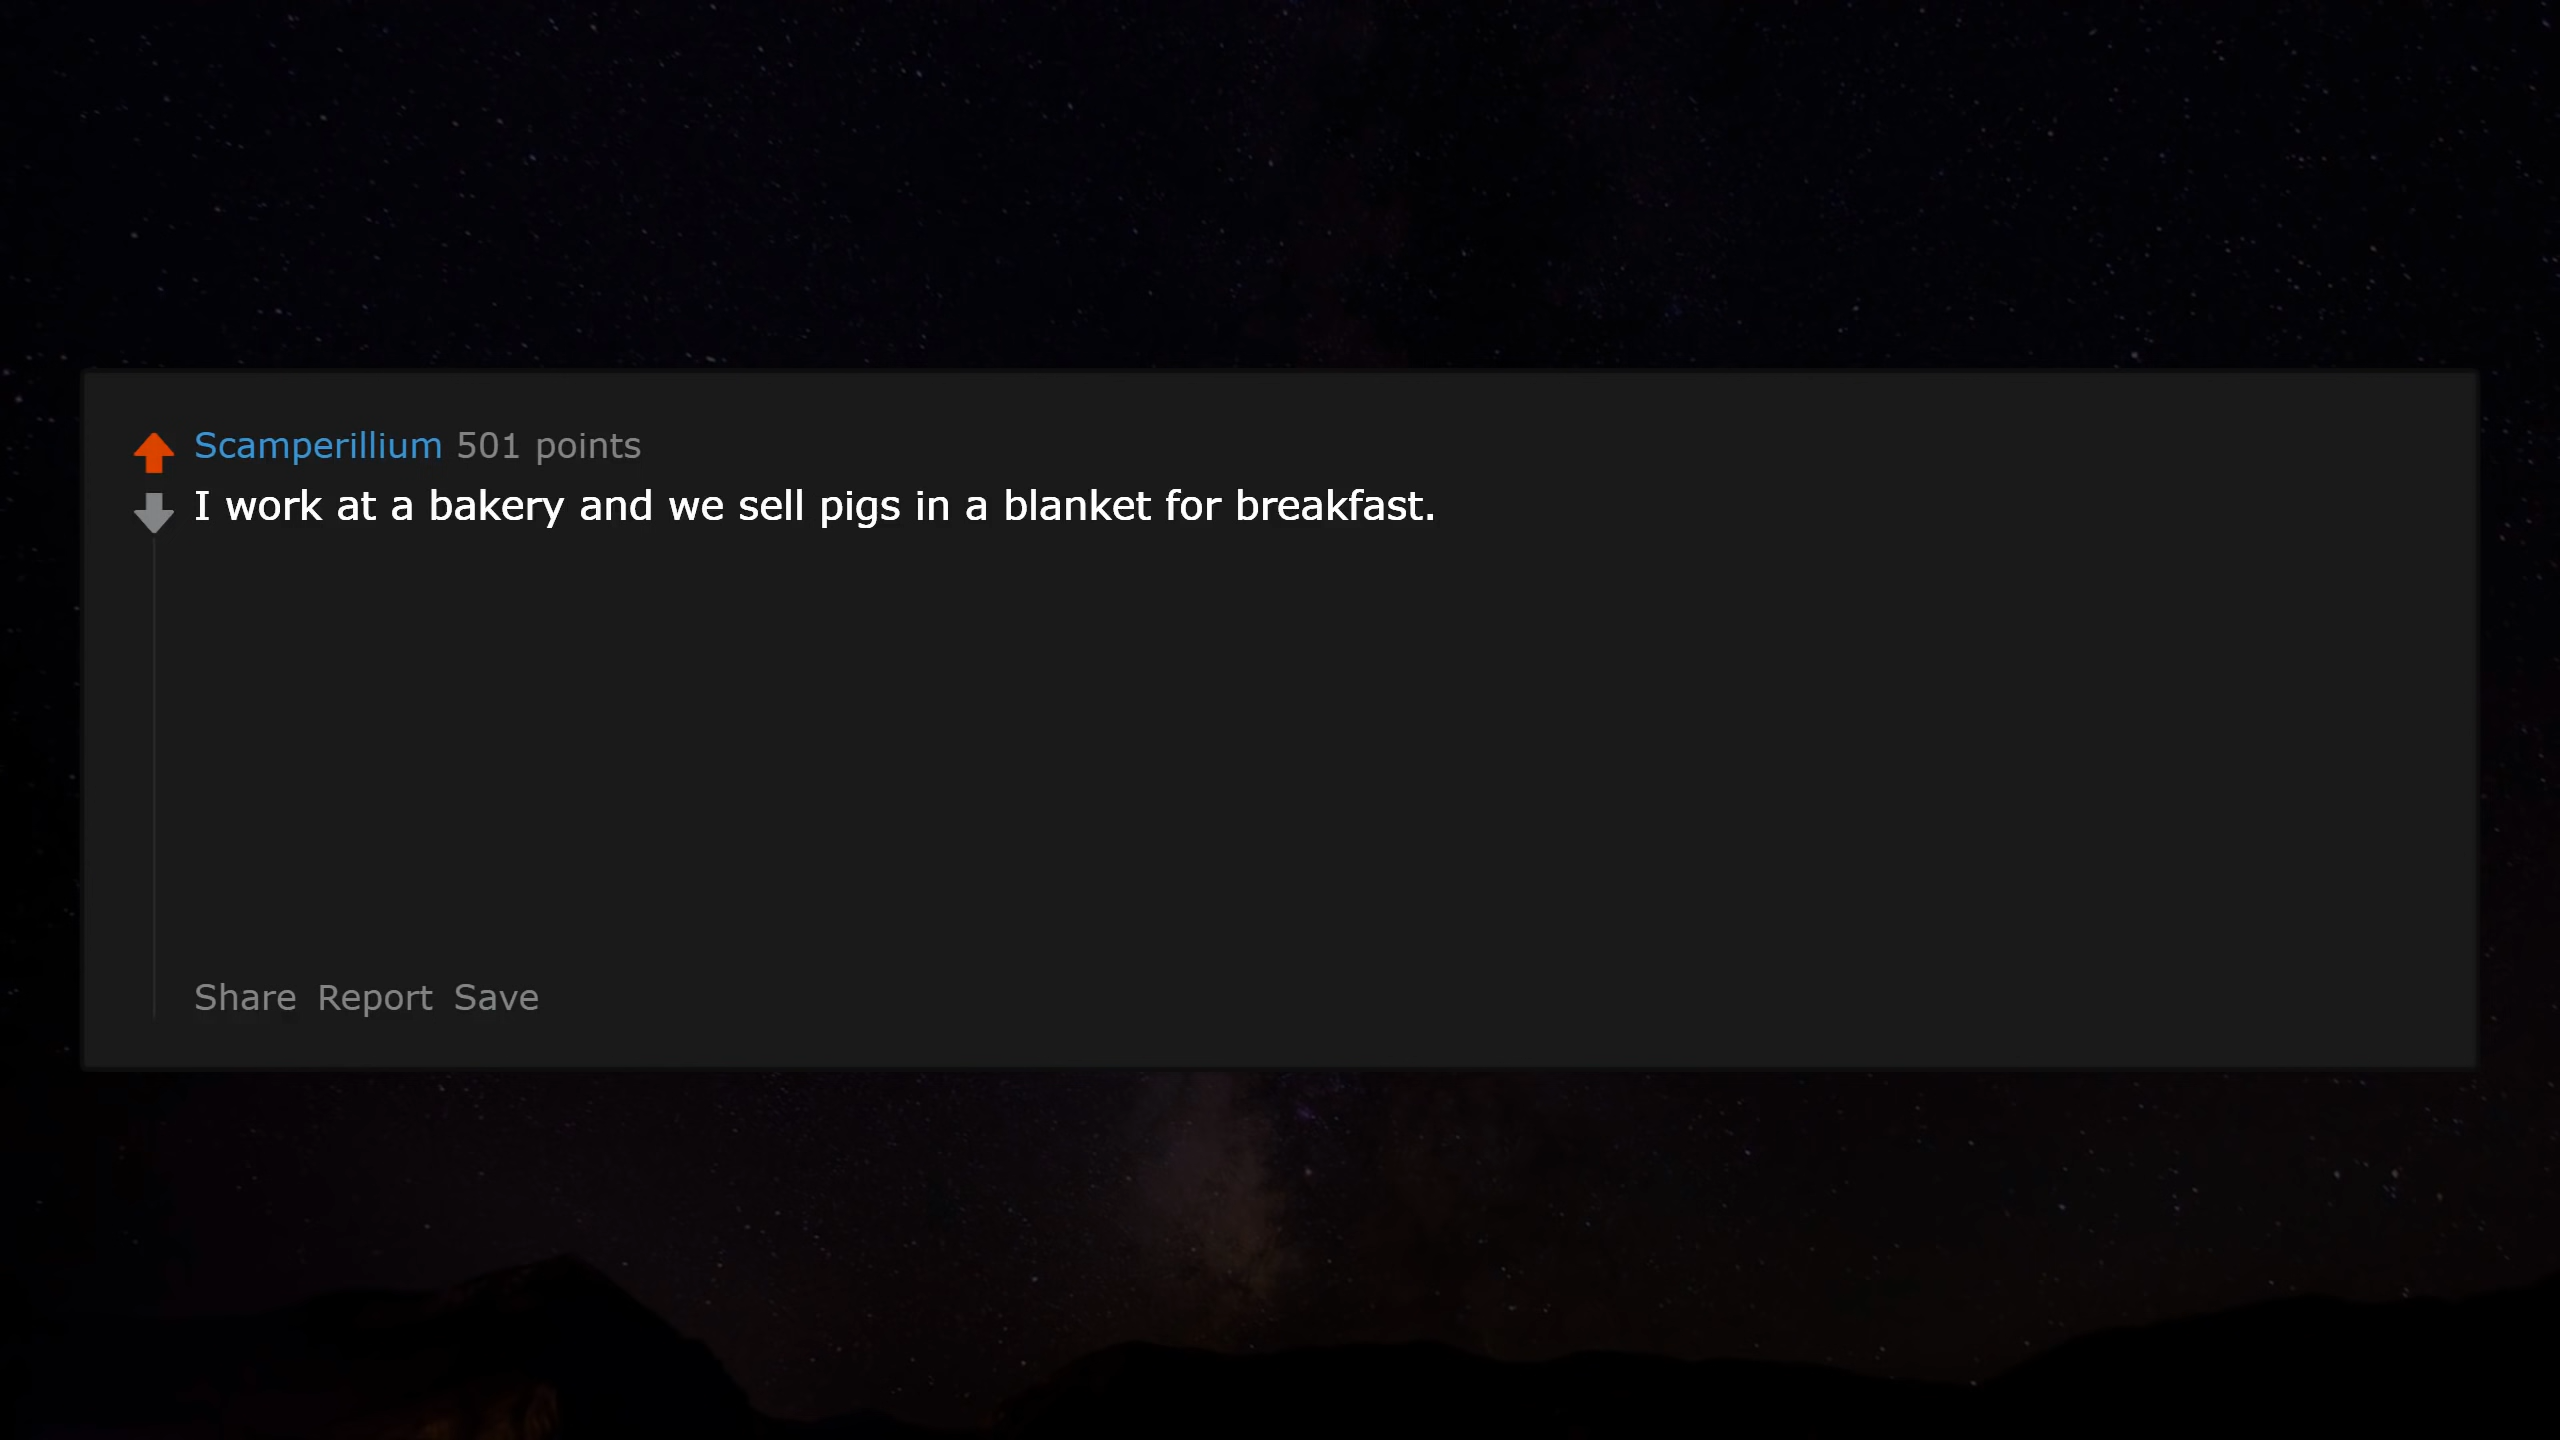 Scamperillium 501 points
I work at a bakery and we sell pigs in a blanket for breakfast.
Share Report Save